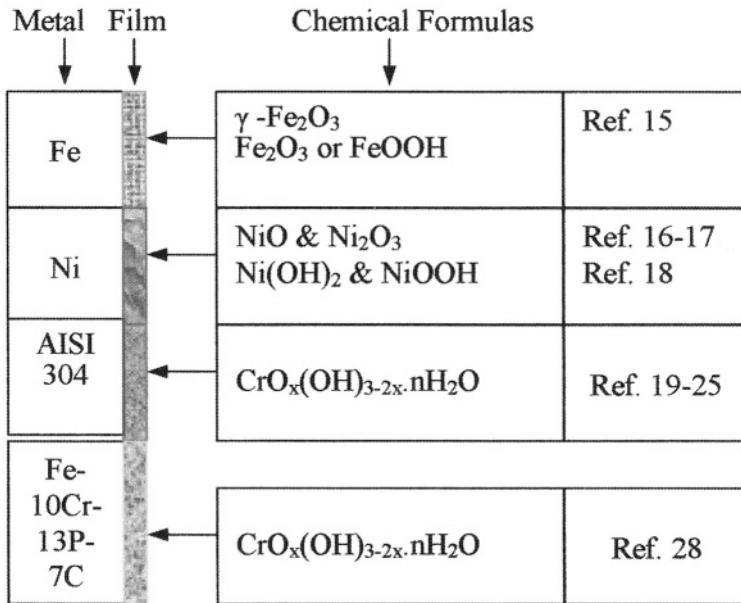 Metal Film Chemical Formulas
Fe
γ -Fe₂O₃
Fe₂O₃ or FeOOH
Ref. 15
Ni
NiO & Ni₂O₃
Ni(OH)₂ & NiOOH
Ref. 16-17
Ref. 18
AISI
304
CrOₓ(OH)₃₋₂ₓ.nH₂O
Ref. 19-25
Fe-
10Cr-
13P-
7C
CrOₓ(OH)₃₋₂ₓ.nH₂O
Ref. 28